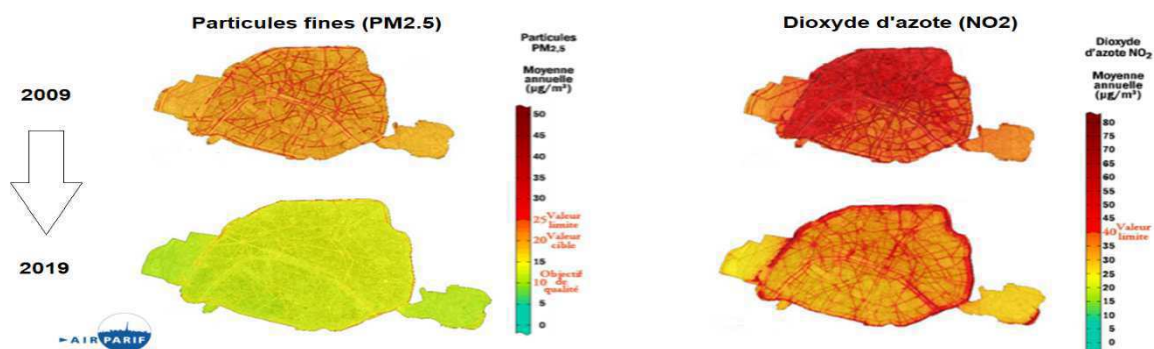 Particules fines (PM2.5)
Dioxyde d'azote (NO2)
2009
2019
Particules
PM2,5
Moyenne
annuelle
(µg/m³)
50
45
40
35
30
25 Valeur limite
20 Valeur cible
15
10 Objectif de qualité
5
0
Dioxyde
d'azote NO₂
Moyenne
annuelle
(µg/m³)
80
75
70
65
60
55
50
45
40 Valeur limite
35
30
25
20
15
10
5
0
AIRPARIF